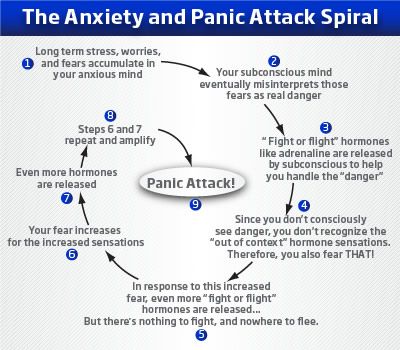 The Anxiety and Panic Attack Spiral
1
Long term stress, worries,
and fears accumulate in
your anxious mind
2
Your subconscious mind
eventually misinterprets those
fears as real danger
3
" Fight or flight" hormones
like adrenaline are released
by subconscious to help
you handle the "danger"
4
Since you don't consciously
see danger, you don't recognize the
"out of context" hormone sensations.
Therefore, you also fear THAT!
In response to this increased
fear, even more "fight or flight"
hormones are released...
But there's nothing to fight, and nowhere to flee.
5
Your fear increases
for the increased sensations
6
Even more hormones
are released
7
8
Steps 6 and 7
repeat and amplify
Panic Attack!
9